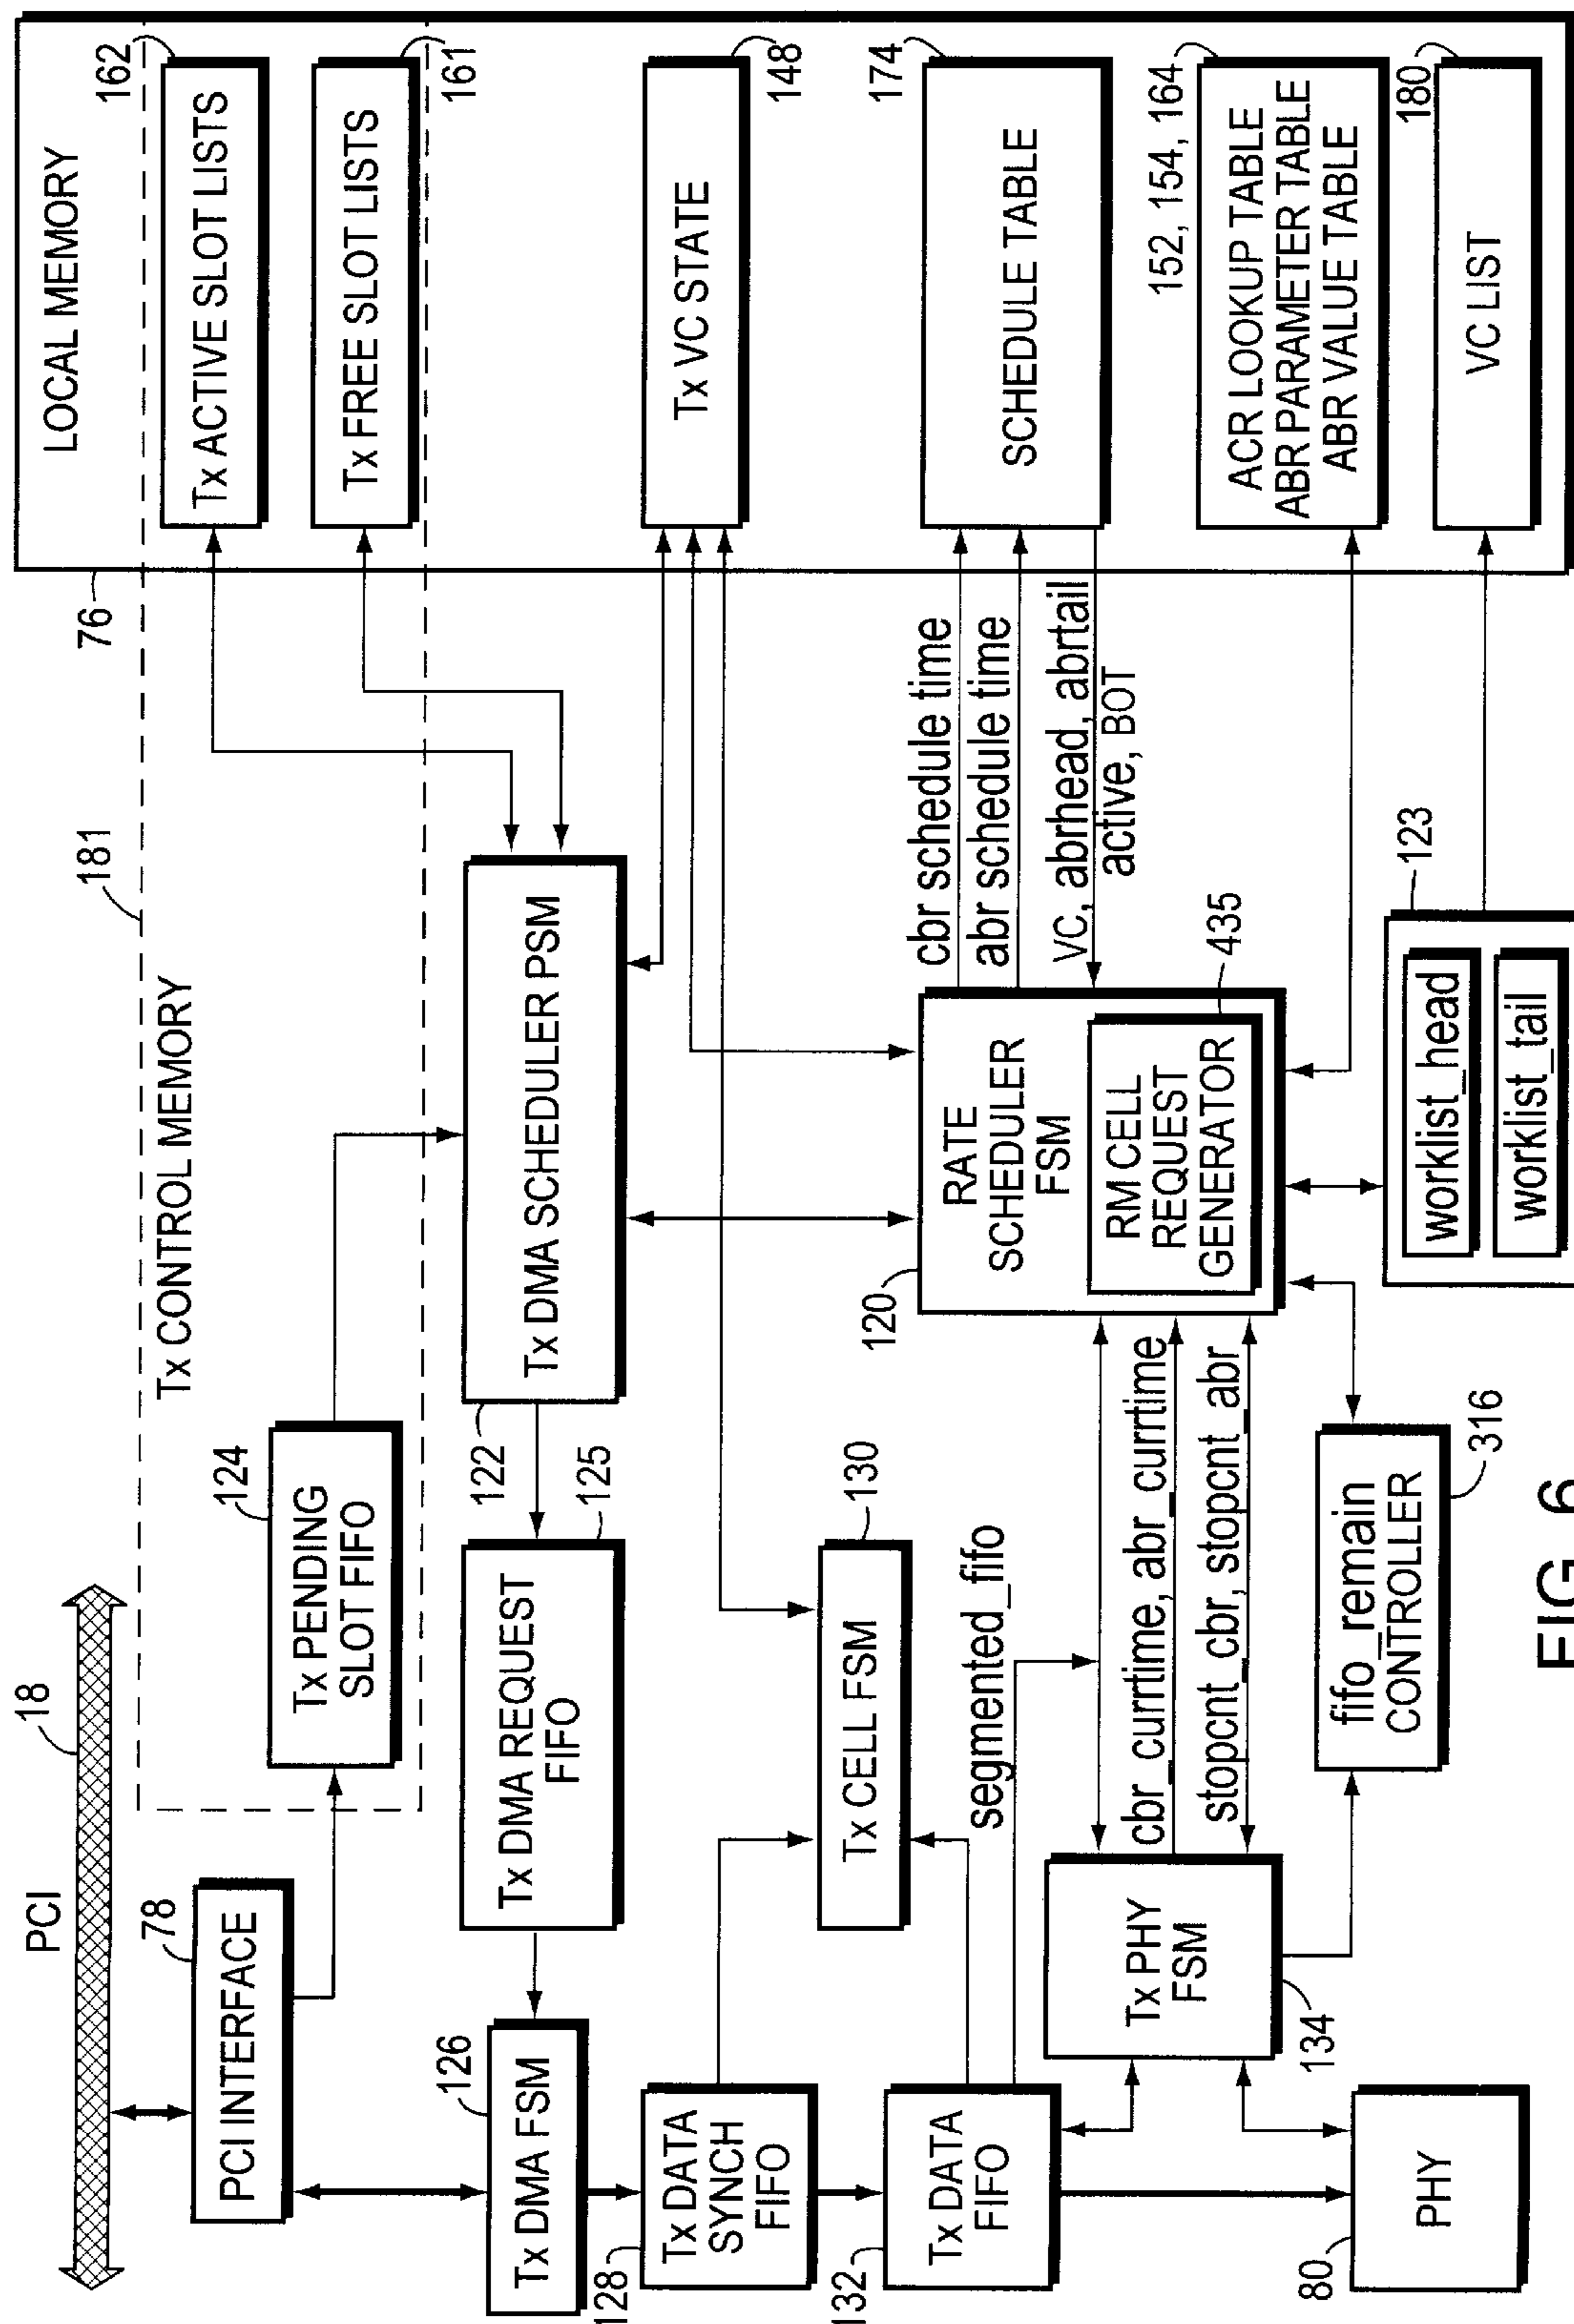 PCI
18
PCI INTERFACE
78
181
Tx CONTROL MEMORY
Tx PENDING
SLOT FIFO
124
76
LOCAL MEMORY
Tx ACTIVE SLOT LISTS
162
Tx FREE SLOT LISTS
161
Tx DMA FSM
126
Tx DMA REQUEST
FIFO
125
Tx DMA SCHEDULER PSM
122
Tx VC STATE
148
Tx DATA
SYNCH
FIFO
128
Tx CELL FSM
130
Tx DATA
FIFO
132
segmented_fifo
cbr_currtime, abr_currtime
stopcnt_cbr, stopcnt_abr
RATE
SCHEDULER
FSM
120
RM CELL
REQUEST
GENERATOR
435
cbr schedule time
abr schedule time
VC, abrhead, abrtail
active, BOT
SCHEDULE TABLE
174
Tx PHY
FSM
134
PHY
80
fifo_remain
CONTROLLER
316
ACR LOOKUP TABLE
ABR PARAMETER TABLE
ABR VALUE TABLE
152, 154, 164
worklist_head
worklist_tail
123
VC LIST
180
FIG. 6